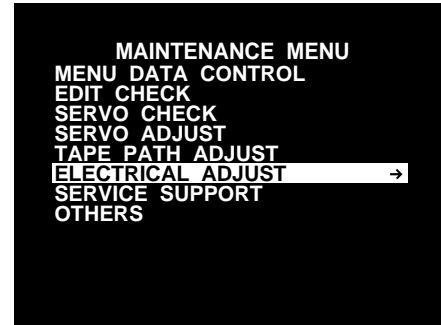 MAINTENANCE MENU
MENU DATA CONTROL
EDIT CHECK
SERVO CHECK
SERVO ADJUST
TAPE PATH ADJUST
ELECTRICAL ADJUST →
SERVICE SUPPORT
OTHERS